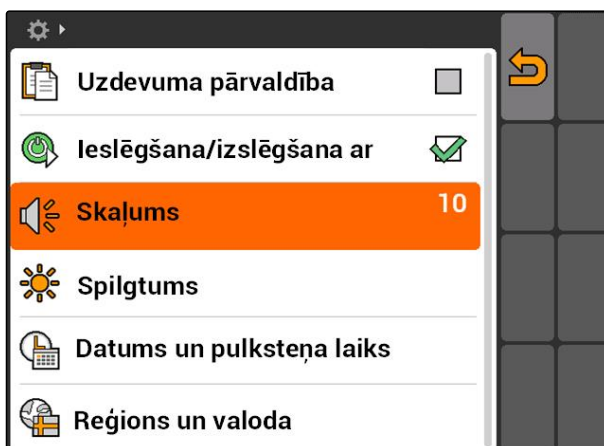 Uzdevuma pārvaldība
Ieslēgšana/izslēgšana ar
Skaļums 10
Spilgtums
Datums un pulksteņa laiks
Reģions un valoda